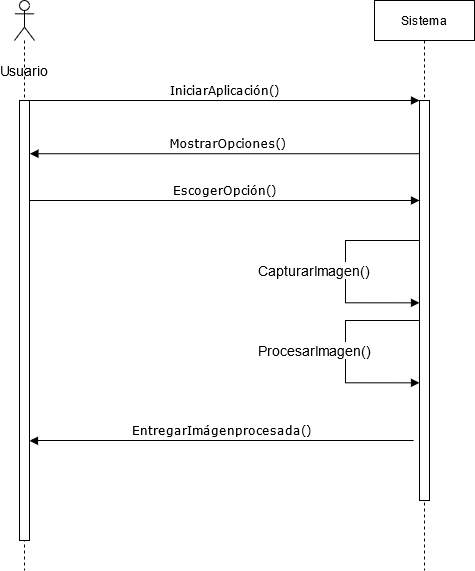 Sistema
Usuario
IniciarAplicación()
MostrarOpciones()
EscogerOpción()
CapturarImagen()
ProcesarImagen()
EntregarImágenprocesada()